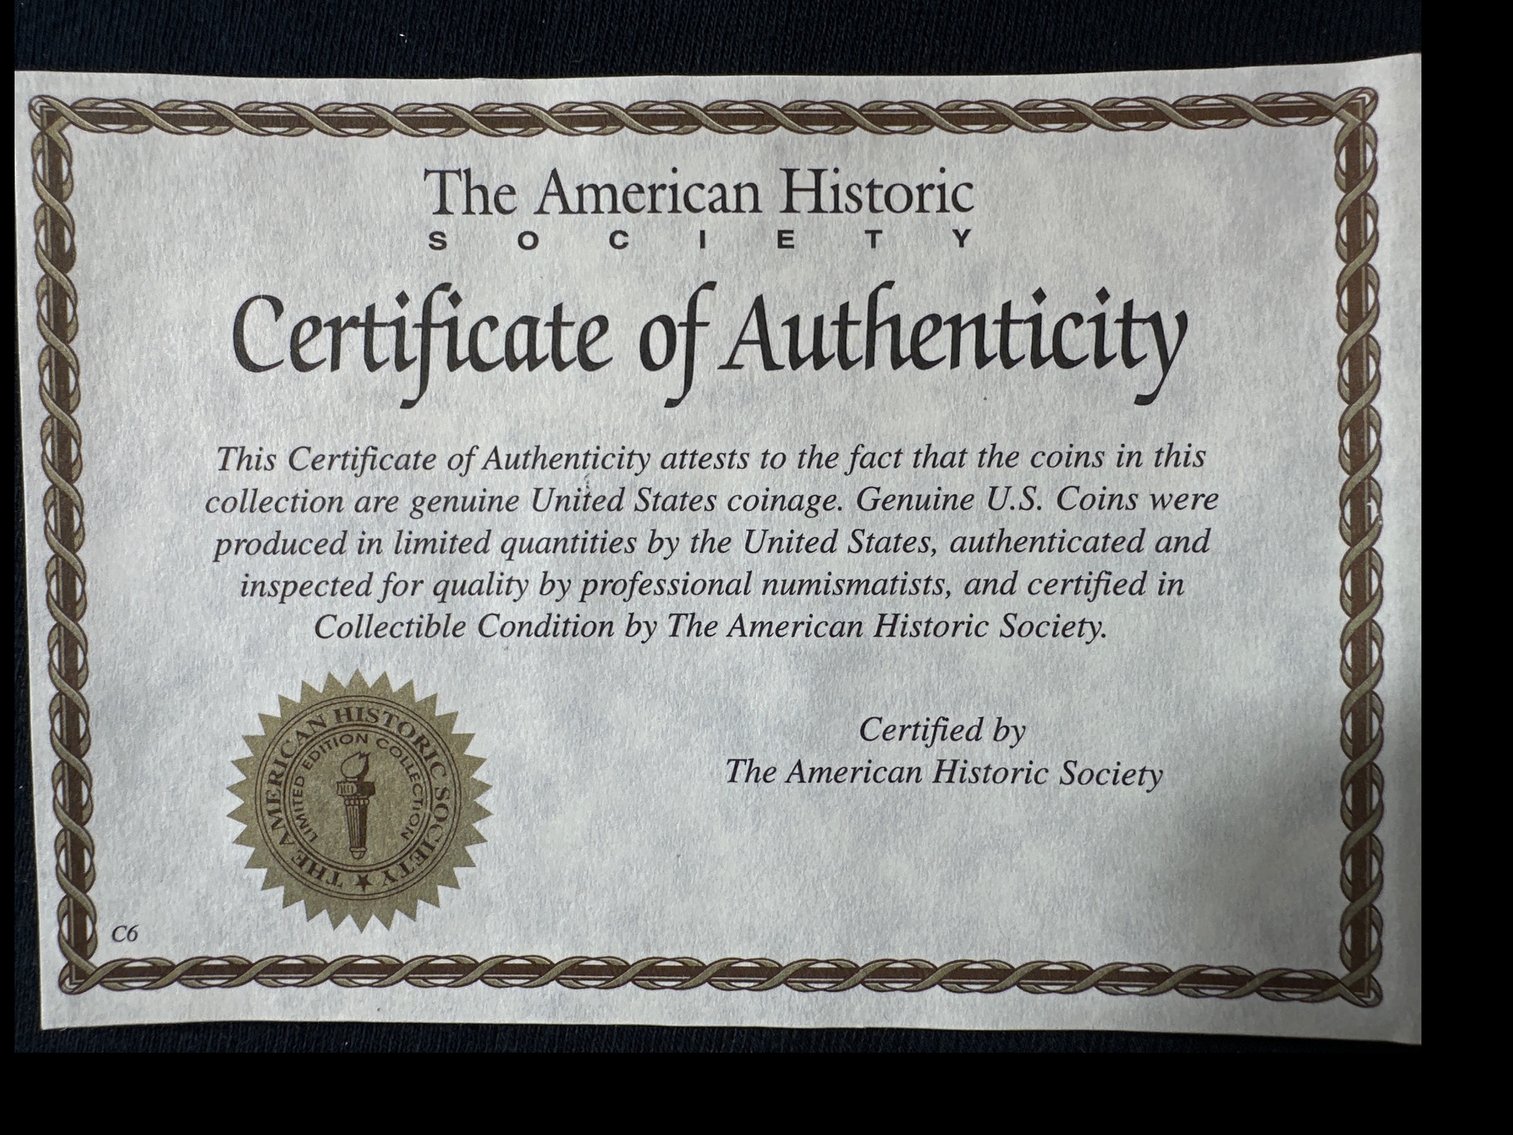 The American Historic
SOCIETY
Certificate of Authenticity
This Certificate of Authenticity attests to the fact that the coins in this
collection are genuine United States coinage. Genuine U.S. Coins were
produced in limited quantities by the United States, authenticated and
inspected for quality by professional numismatists, and certified in
Collectible Condition by The American Historic Society.
THE AMERICAN HISTORIC SOCIETY ★
LIMITED EDITION COLLECTION
Certified by
The American Historic Society
C6